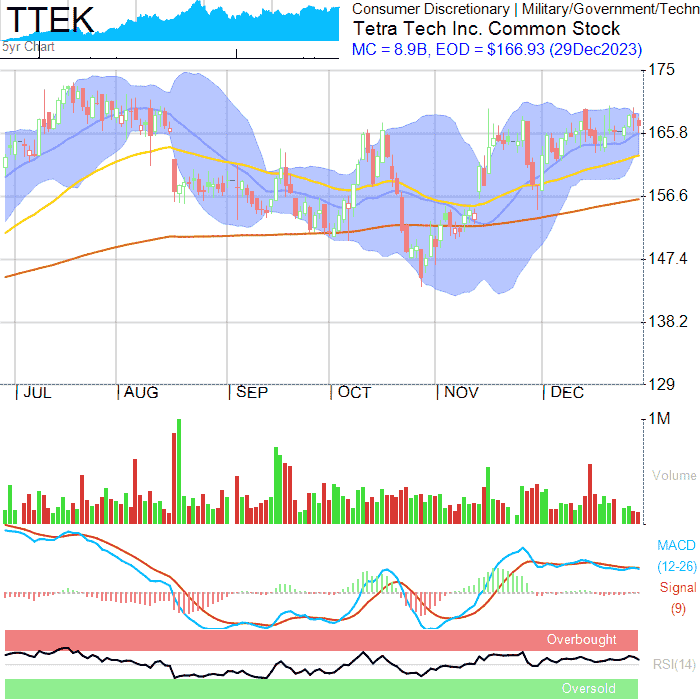 TTEK
5yr Chart
Consumer Discretionary | Military/Government/Techn
Tetra Tech Inc. Common Stock
MC = 8.9B, EOD = $166.93 (29Dec2023)
175
165.8
156.6
147.4
138.2
129
JUL AUG SEP OCT NOV DEC
1M
Volume
MACD
(12-26)
Signal
(9)
Overbought
RSI(14)
Oversold